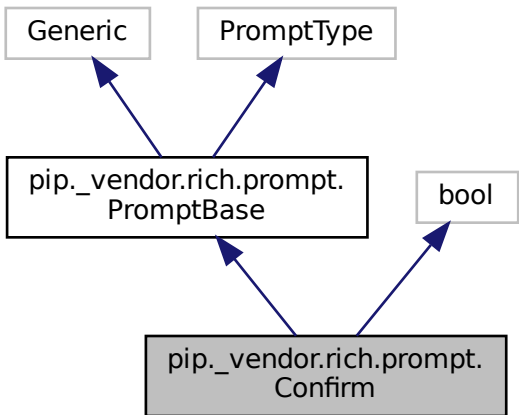 Generic
PromptType
pip._vendor.rich.prompt.
PromptBase
bool
pip._vendor.rich.prompt.
Confirm